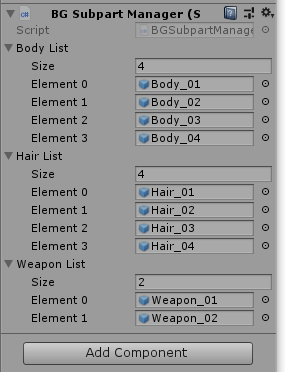 BG Subpart Manager (S
Script BGSubpartManage
Body List
Size 4
Element 0 Body_01
Element 1 Body_02
Element 2 Body_03
Element 3 Body_04
Hair List
Size 4
Element 0 Hair_01
Element 1 Hair_02
Element 2 Hair_03
Element 3 Hair_04
Weapon List
Size 2
Element 0 Weapon_01
Element 1 Weapon_02
Add Component